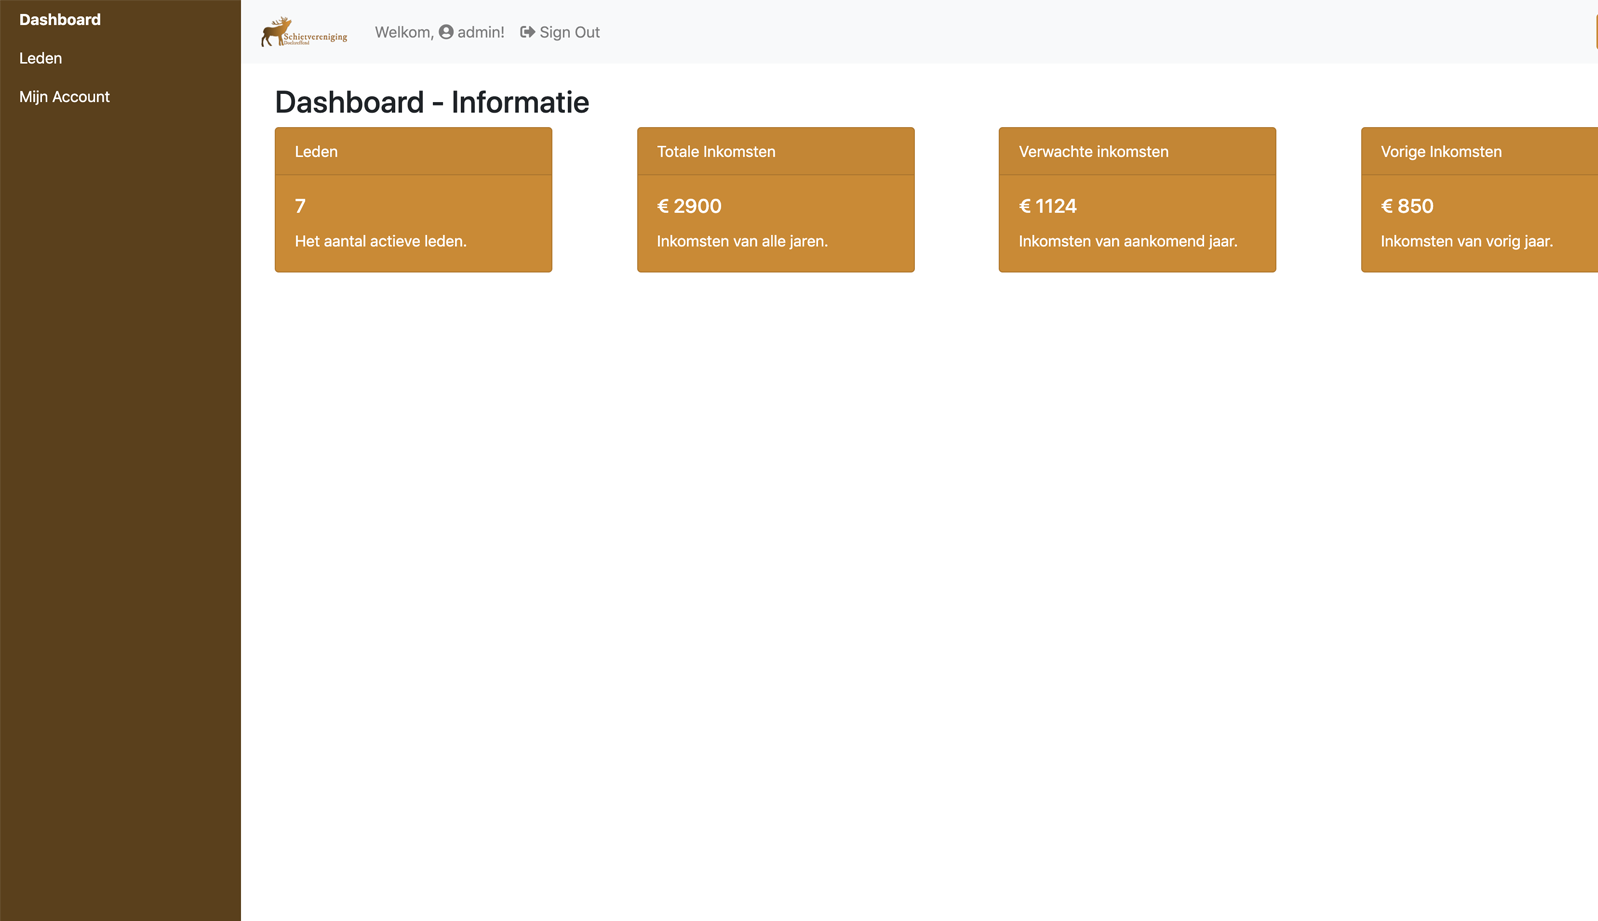 Dashboard
Leden
Mijn Account
Schietvereniging
Welkom, admin! Sign Out
Dashboard - Informatie
Leden
7
Het aantal actieve leden.
Totale Inkomsten
€ 2900
Inkomsten van alle jaren.
Verwachte inkomsten
€ 1124
Inkomsten van aankomend jaar.
Vorige Inkomsten
€ 850
Inkomsten van vorig jaar.